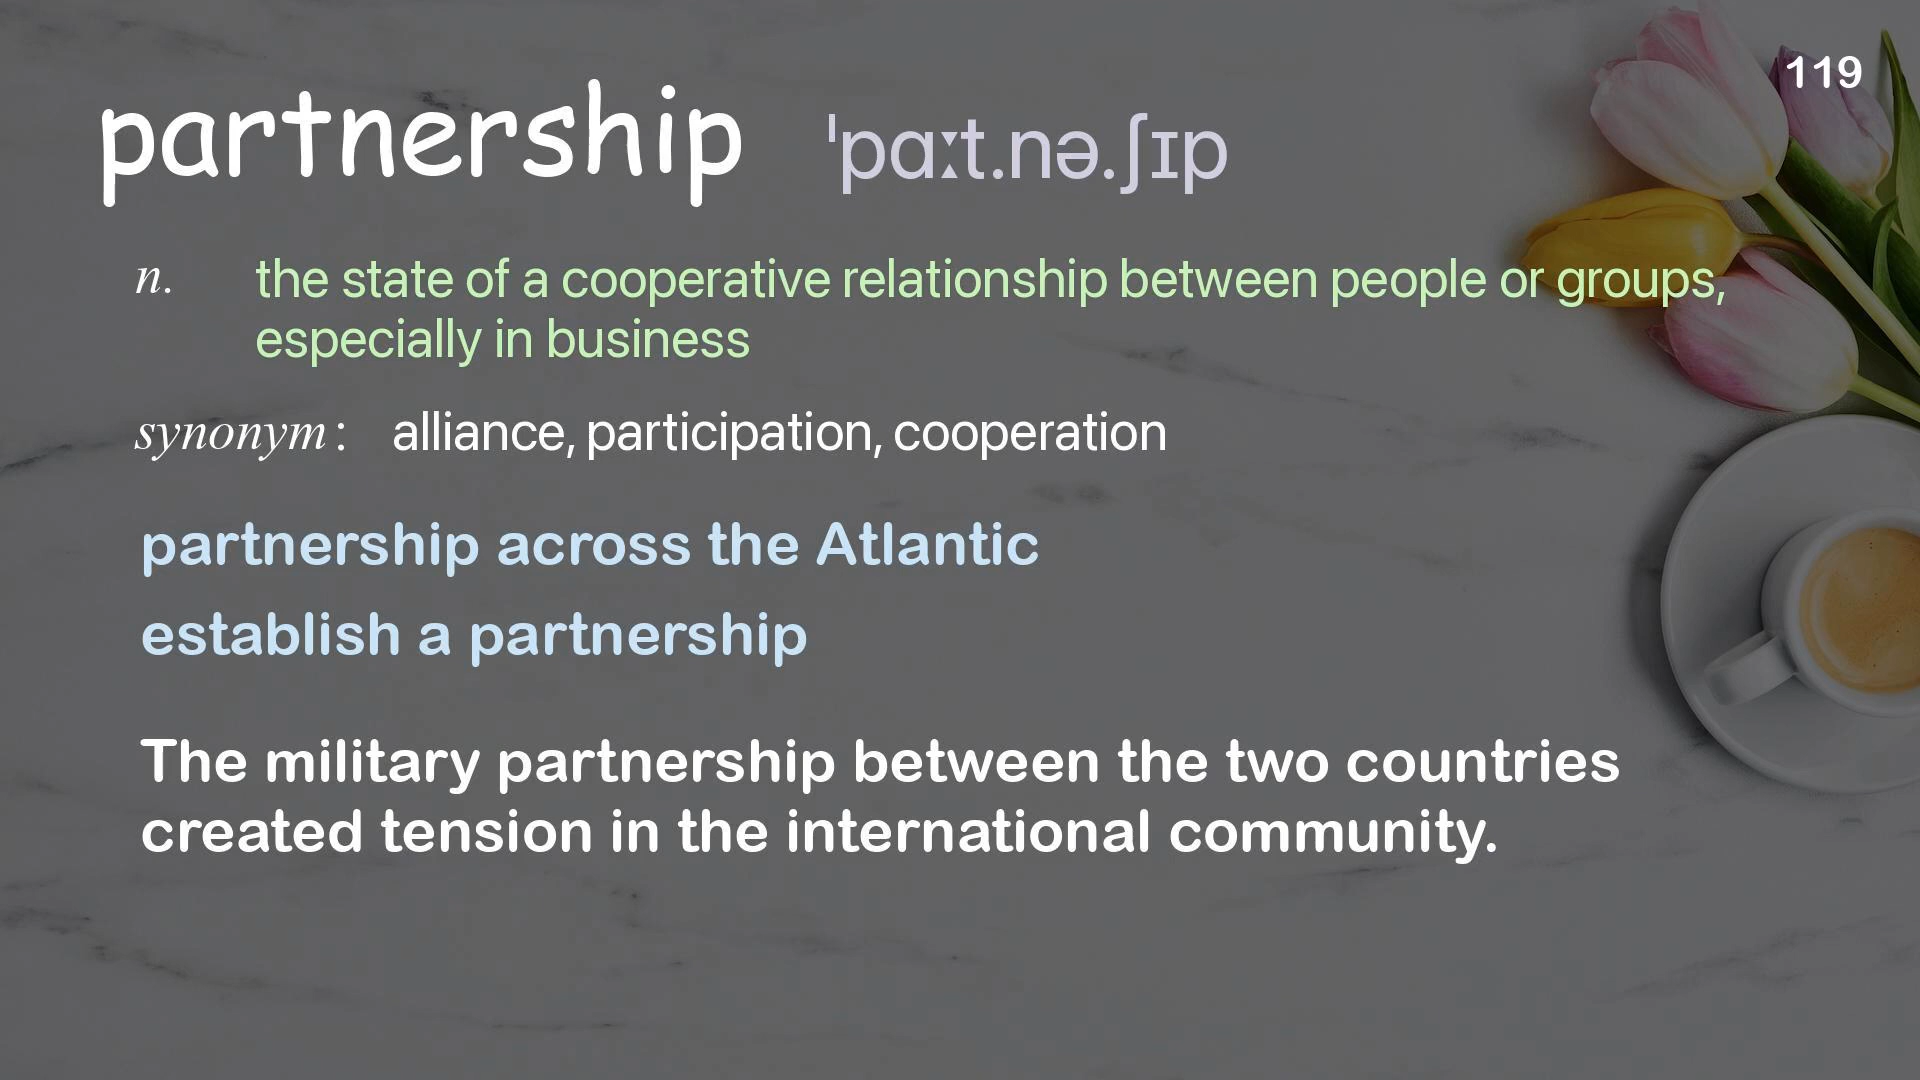 119
partnership ˈpɑːt.nə.ʃɪp
n. the state of a cooperative relationship between people or groups,
especially in business
synonym: alliance, participation, cooperation
partnership across the Atlantic
establish a partnership
The military partnership between the two countries
created tension in the international community.